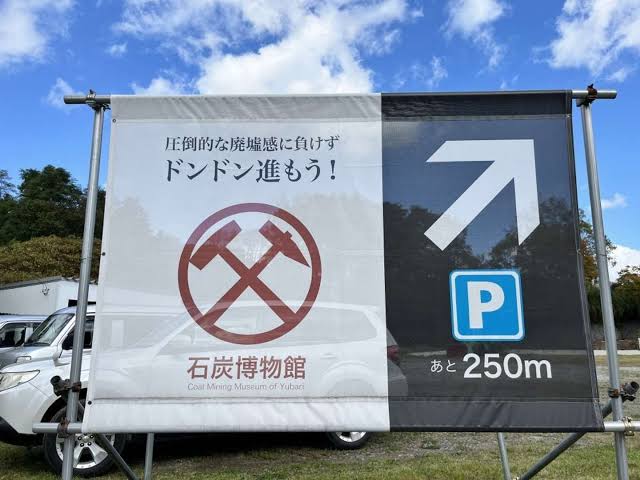 圧倒的な廃墟感に負けず
ドンドン進もう！
石炭博物館
Coal Mining Museum of Yubari
P
あと 250m